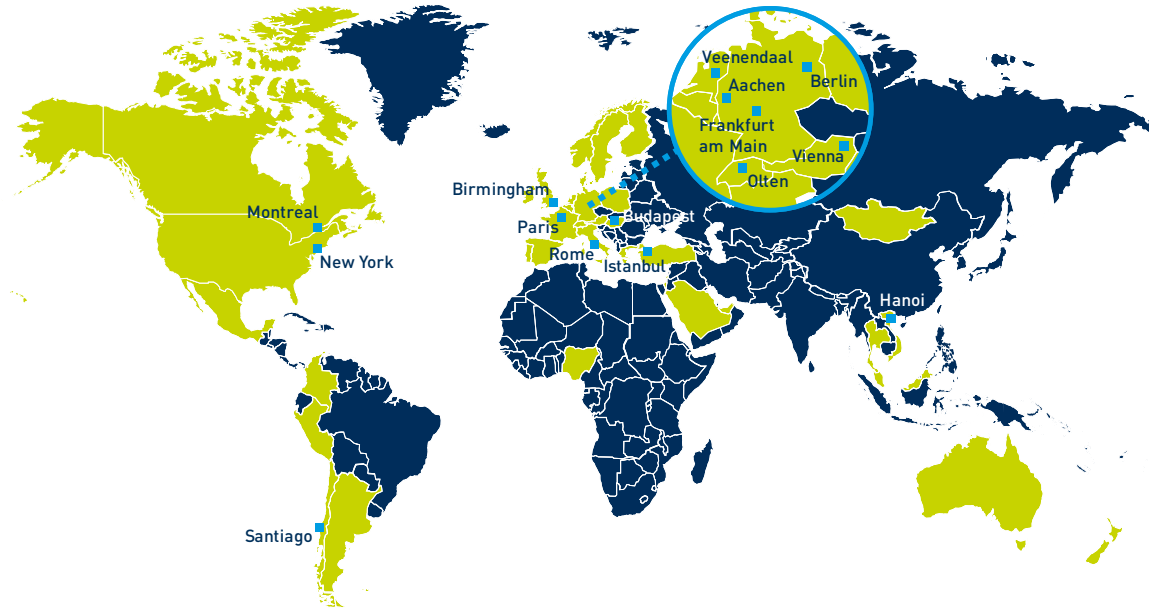 Veenendaal
Berlin
Aachen
Frankfurt
am Main
Vienna
Olten
Birmingham
Montreal
Budapest
Paris
Rome
New York
Istanbul
Hanoi
Santiago